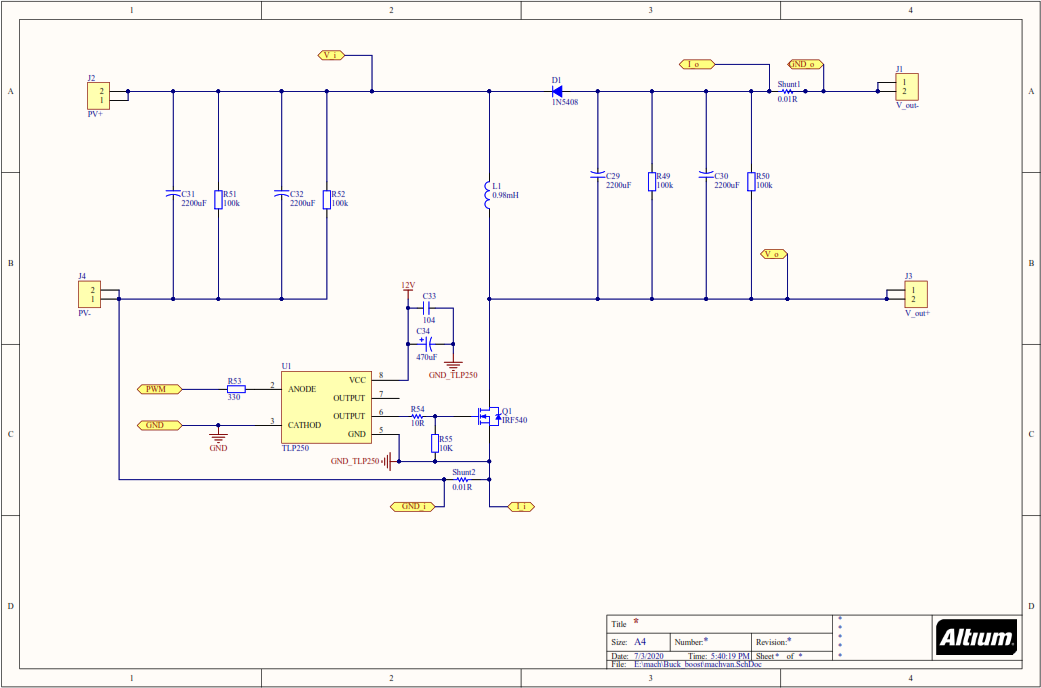 1 2 3 4
A A
B B
C C
D D
1 2 3 4
V_i
I_o
GND_o
J2
2
1
PV+
D1
1N5408
Shunt1
0.01R
J1
1
2
V_out-
C31
2200uF
R51
100k
C32
2200uF
R52
100k
L1
0.98mH
C29
2200uF
R49
100k
C30
2200uF
R50
100k
V_o
J4
2
1
PV-
J3
1
2
V_out+
12V
C33
104
C34
470uF
GND_TLP250
U1
PWM
R53
330
2
ANODE
VCC
8
OUTPUT
7
OUTPUT
6
GND
CATHOD
3
GND
5
GND
TLP250
R54
10R
R55
10K
Q1
IRF540
GND_TLP250
Shunt2
0.01R
GND_i
I_i
Title *
Size: A4 Number:* Revision:*
Date: 7/3/2020 Time: 5:40:19 PM Sheet* of *
File: E:\mach\Buck_boost\machvan.SchDoc
*
*
*
*
*
Altium